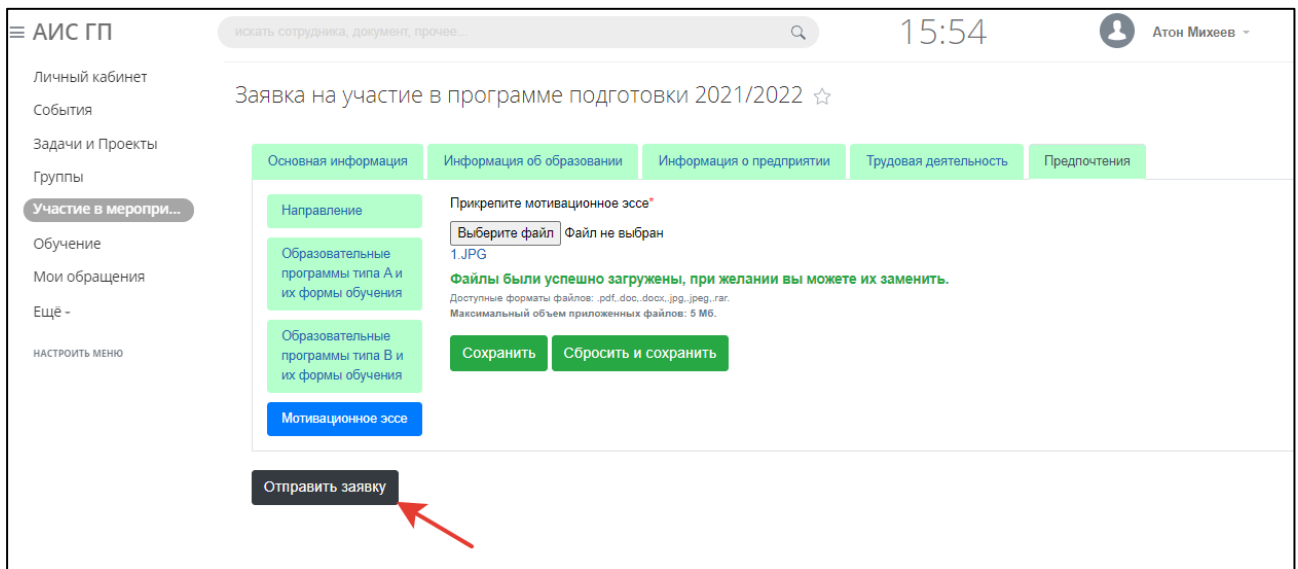 АИС ГП
искать сотрудника, документ, прочее...
15:54
Атон Михеев
Личный кабинет
События
Задачи и Проекты
Группы
Участие в меропри...
Обучение
Мои обращения
Ещё -
НАСТРОИТЬ МЕНЮ
Заявка на участие в программе подготовки 2021/2022
Основная информация
Информация об образовании
Информация о предприятии
Трудовая деятельность
Предпочтения
Направление
Образовательные
программы типа А и
их формы обучения
Образовательные
программы типа В и
их формы обучения
Мотивационное эссе
Прикрепите мотивационное эссе*
Выберите файл Файл не выбран
1.JPG
Файлы были успешно загружены, при желании вы можете их заменить.
Доступные форматы файлов: .pdf,.doc,.docx,.jpg,.jpeg,.rar.
Максимальный объем приложенных файлов: 5 Мб.
Сохранить
Сбросить и сохранить
Отправить заявку